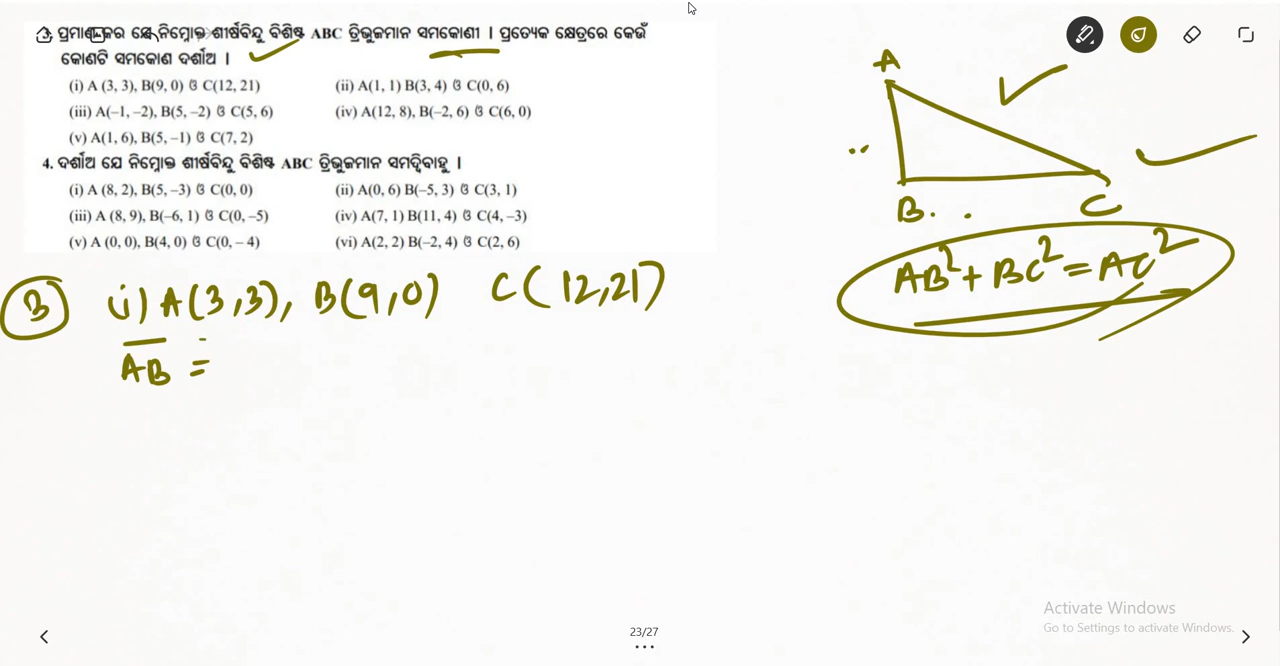 3. ପ୍ରମାଣ କର ଯେ ନିମ୍ନୋକ୍ତ ଶୀର୍ଷବିନ୍ଦୁ ବିଶିଷ୍ଟ ABC ତ୍ରିଭୁଜମାନ ସମକୋଣୀ । ପ୍ରତ୍ୟେକ କ୍ଷେତ୍ରରେ କେଉଁ
କୋଣଟି ସମକୋଣ ଦର୍ଶାଅ ।
(i) A (3, 3), B(9, 0) ଓ C(12, 21) (ii) A(1, 1) B(3, 4) ଓ C(0, 6)
(iii) A(−1, −2), B(5, −2) ଓ C(5, 6) (iv) A(12, 8), B(−2, 6) ଓ C(6, 0)
(v) A(1, 6), B(5, −1) ଓ C(7, 2)
4. ଦର୍ଶାଅ ଯେ ନିମ୍ନୋକ୍ତ ଶୀର୍ଷବିନ୍ଦୁ ବିଶିଷ୍ଟ ABC ତ୍ରିଭୁଜମାନ ସମଦ୍ବିବାହୁ ।
(i) A (8, 2), B(5, −3) ଓ C(0, 0) (ii) A(0, 6) B(−5, 3) ଓ C(3, 1)
(iii) A (8, 9), B(−6, 1) ଓ C(0, −5) (iv) A(7, 1) B(11, 4) ଓ C(4, −3)
(v) A (0, 0), B(4, 0) ଓ C(0, − 4) (vi) A(2, 2) B(−2, 4) ଓ C(2, 6)
A
B
C
AB² + BC² = AC²
3 (i) A(3,3), B(9,0) C(12,21)
AB =
Activate Windows
Go to Settings to activate Windows.
23/27